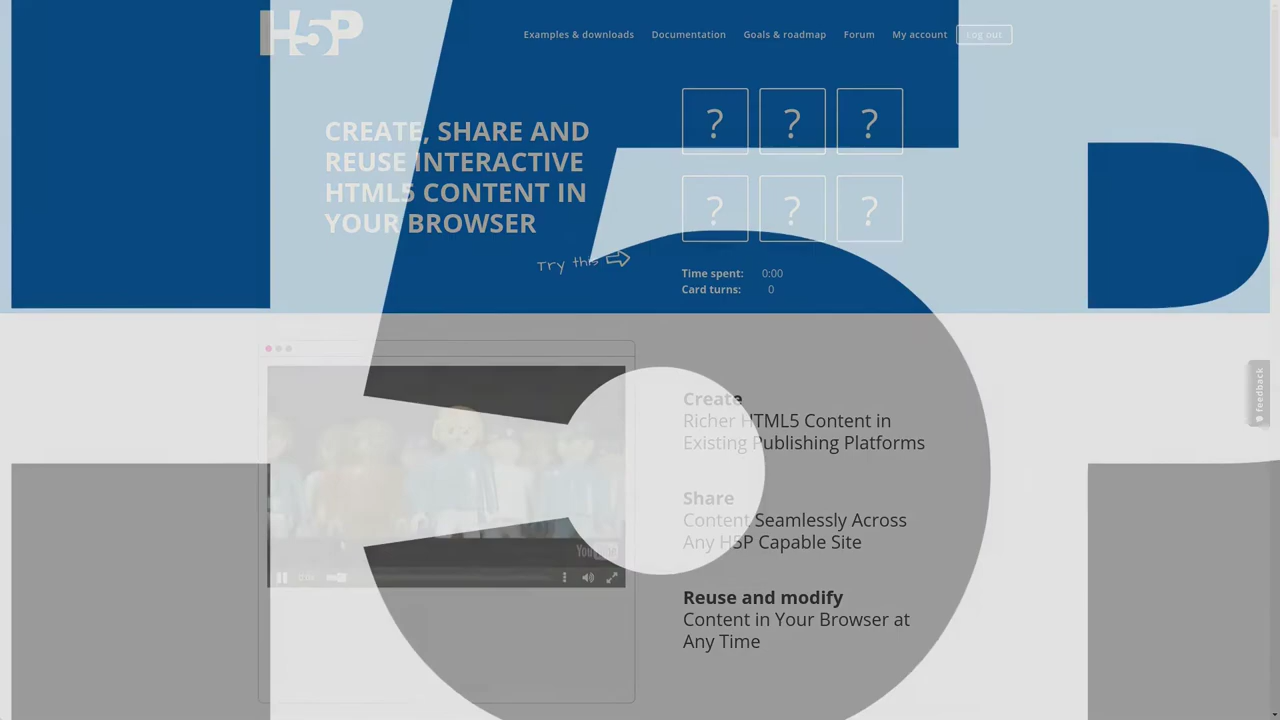 H5P
Examples & downloads
Documentation
Goals & roadmap
Forum
My account
Log out
CREATE, SHARE AND
REUSE INTERACTIVE
HTML5 CONTENT IN
YOUR BROWSER
Try this
? ? ?
? ? ?
Time spent: 0:00
Card turns: 0
Create
Richer HTML5 Content in
Existing Publishing Platforms
Share
Content Seamlessly Across
Any H5P Capable Site
Reuse and modify
Content in Your Browser at
Any Time
YouTube
feedback